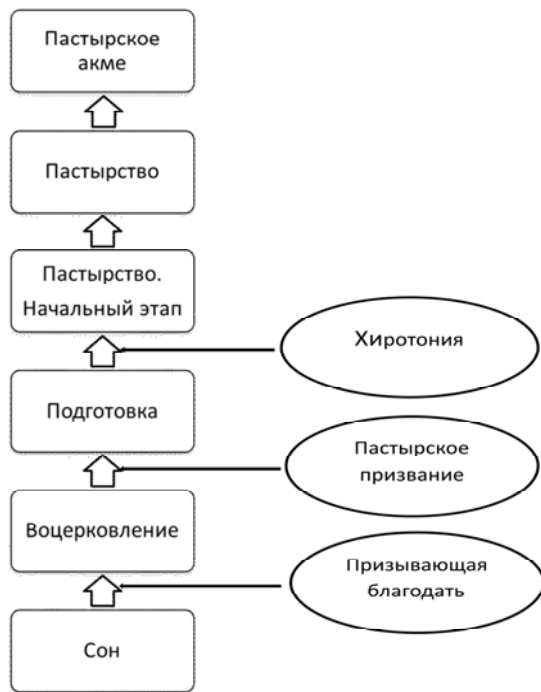 Пастырское
акме
Пастырство
Пастырство.
Начальный этап
Хиротония
Подготовка
Пастырское
призвание
Воцерковление
Призывающая
благодать
Сон